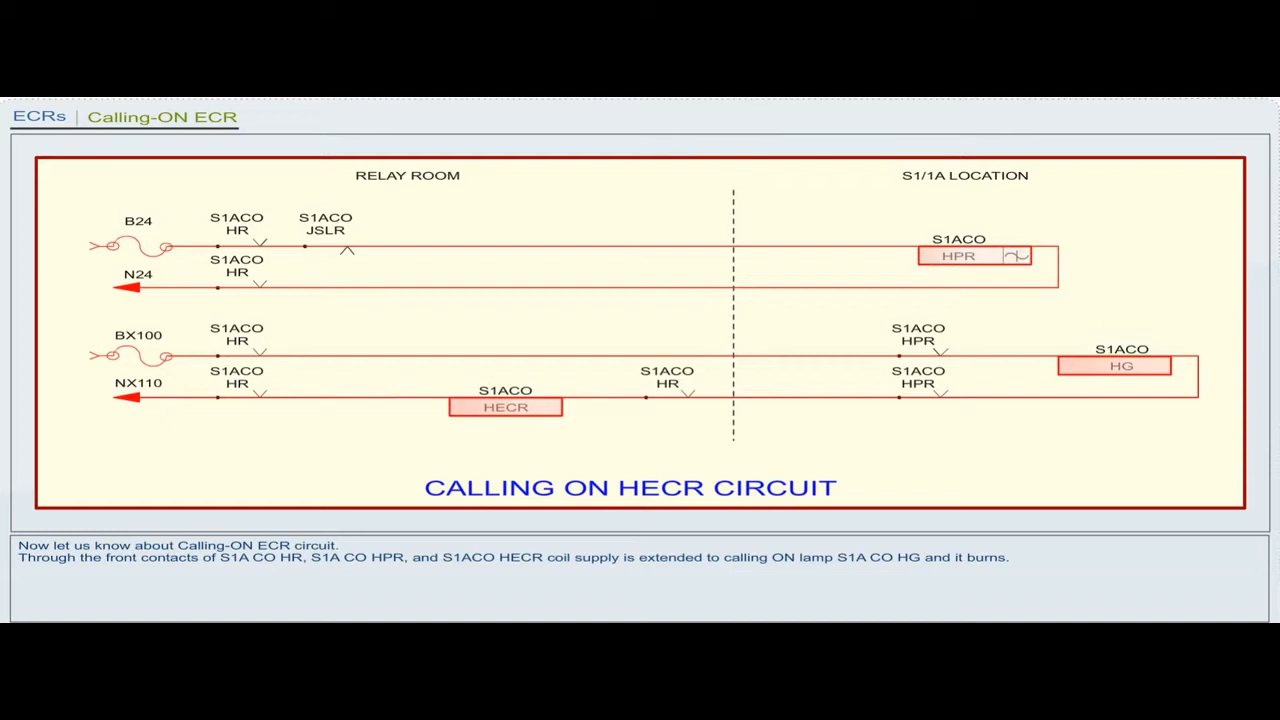 ECRs | Calling-ON ECR
RELAY ROOM
S1/1A LOCATION
B24
S1ACO
HR
S1ACO
JSLR
S1ACO
HPR
N24
S1ACO
HR
BX100
S1ACO
HR
S1ACO
HPR
S1ACO
HG
NX110
S1ACO
HR
S1ACO
HECR
S1ACO
HR
S1ACO
HPR
CALLING ON HECR CIRCUIT
Now let us know about Calling-ON ECR circuit.
Through the front contacts of S1A CO HR, S1A CO HPR, and S1ACO HECR coil supply is extended to calling ON lamp S1A CO HG and it burns.